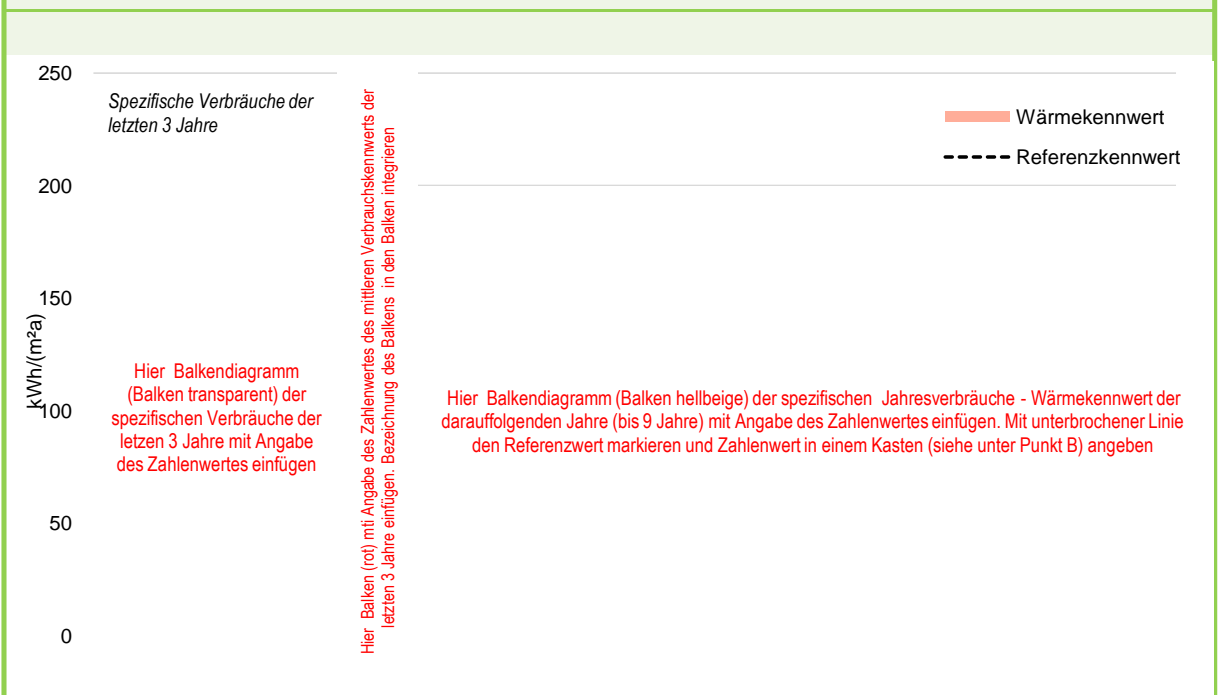 250
200
150
100
50
0
kWh/(m²a)
Spezifische Verbräuche der
letzten 3 Jahre
Hier Balkendiagramm
(Balken transparent) der
spezifischen Verbräuche der
letzen 3 Jahre mit Angabe
des Zahlenwertes einfügen
Hier Balken (rot) mti Angabe des Zahlenwertes des mittleren Verbrauchskennwerts der
letzten 3 Jahre einfügen. Bezeichnung des Balkens in den Balken integrieren
Wärmekennwert
Referenzkennwert
Hier Balkendiagramm (Balken hellbeige) der spezifischen Jahresverbräuche - Wärmekennwert der
darauffolgenden Jahre (bis 9 Jahre) mit Angabe des Zahlenwertes einfügen. Mit unterbrochener Linie
den Referenzwert markieren und Zahlenwert in einem Kasten (siehe unter Punkt B) angeben